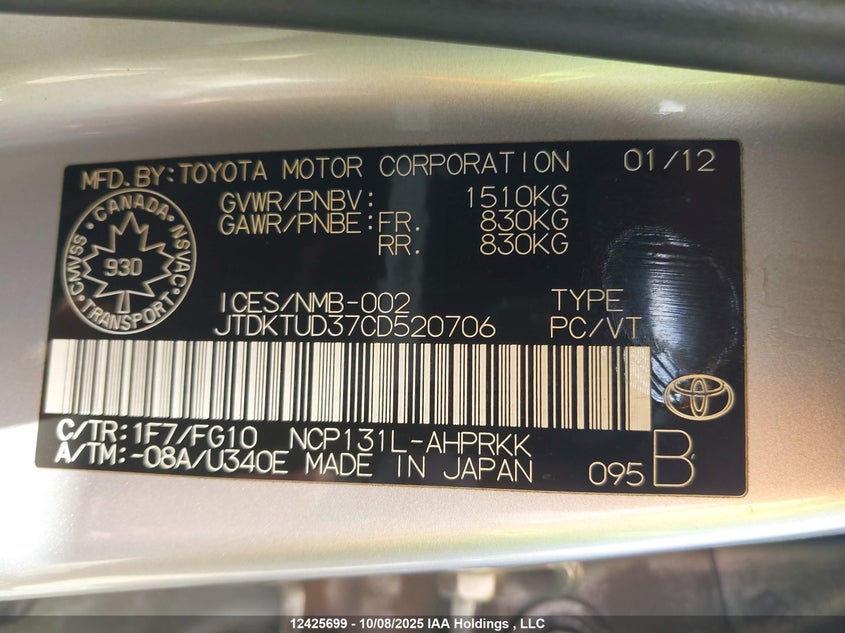 MFD.BY:TOYOTA MOTOR CORPORATION 01/12
GVWR/PNBV: 1510KG
GAWR/PNBE:FR. 830KG
RR. 830KG
CANADA
CMVSS 930 NSVAC
TRANSPORT
ICES/NMB-002 TYPE
JTDKTUD37CD520706 PC/VT
C/TR:1F7/FG10 NCP131L-AHPRKK
A/TM:-08A/U340E MADE IN JAPAN 095 B
12425699 - 10/08/2025 IAA Holdings , LLC